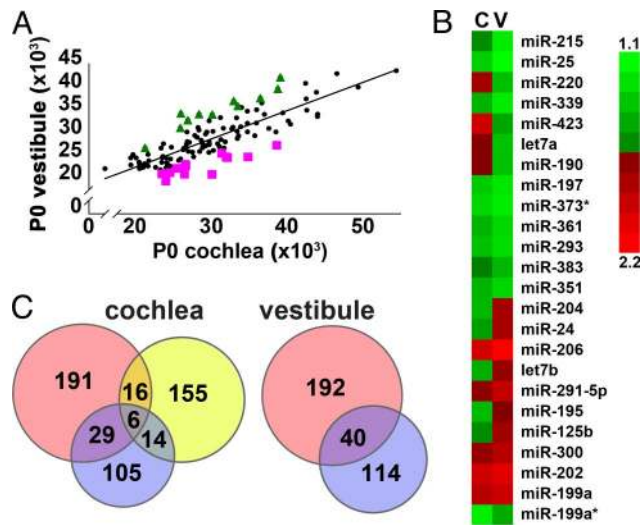 A
P0 vestibule (x10³)
45
40
35
30
25
20
0
0
20
30
40
50
P0 cochlea (x10³)
B
C V
miR-215
miR-25
miR-220
miR-339
miR-423
let7a
miR-190
miR-197
miR-373*
miR-361
miR-293
miR-383
miR-351
miR-204
miR-24
miR-206
let7b
miR-291-5p
miR-195
miR-125b
miR-300
miR-202
miR-199a
miR-199a*
1.1
2.2
C
cochlea
191
16
155
6
29
14
105
vestibule
192
40
114